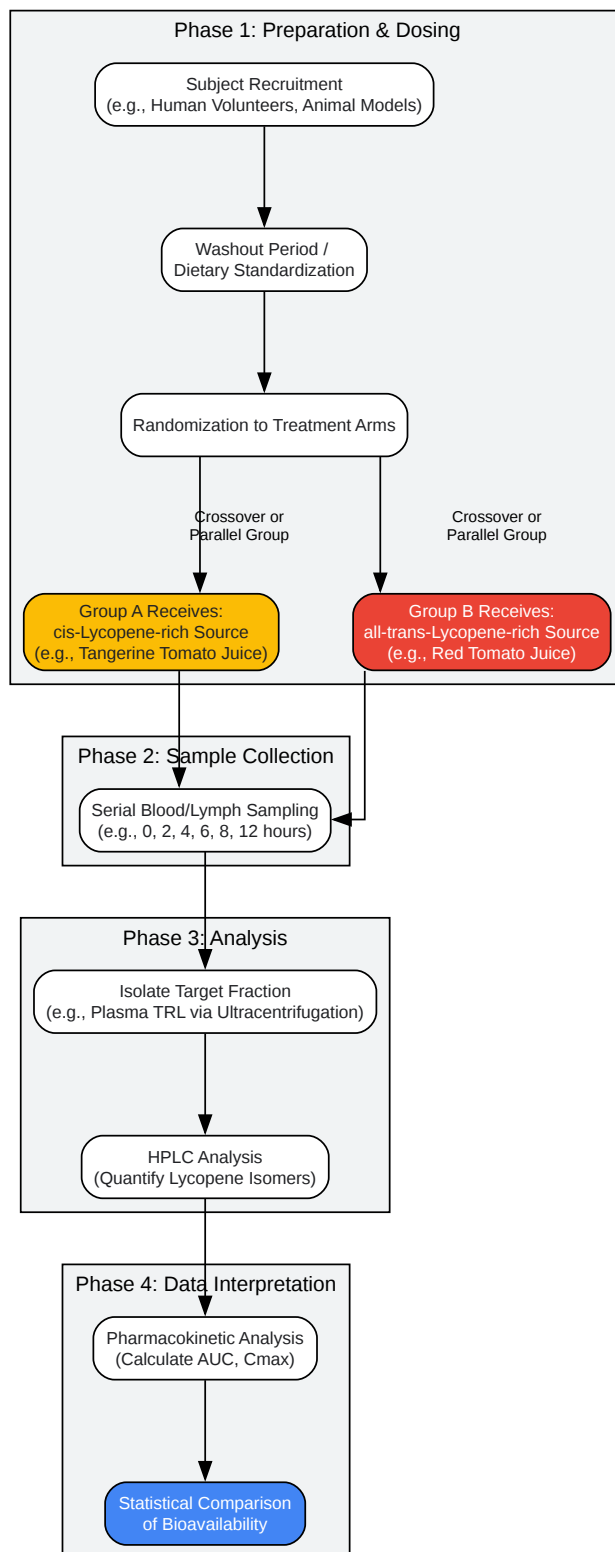 Phase 1: Preparation & Dosing
Subject Recruitment
(e.g., Human Volunteers, Animal Models)
Washout Period /
Dietary Standardization
Randomization to Treatment Arms
Crossover or
Parallel Group
Crossover or
Parallel Group
Group A Receives:
cis-Lycopene-rich Source
(e.g., Tangerine Tomato Juice)
Group B Receives:
all-trans-Lycopene-rich Source
(e.g., Red Tomato Juice)
Phase 2: Sample Collection
Serial Blood/Lymph Sampling
(e.g., 0, 2, 4, 6, 8, 12 hours)
Phase 3: Analysis
Isolate Target Fraction
(e.g., Plasma TRL via Ultracentrifugation)
HPLC Analysis
(Quantify Lycopene Isomers)
Phase 4: Data Interpretation
Pharmacokinetic Analysis
(Calculate AUC, Cmax)
Statistical Comparison
of Bioavailability